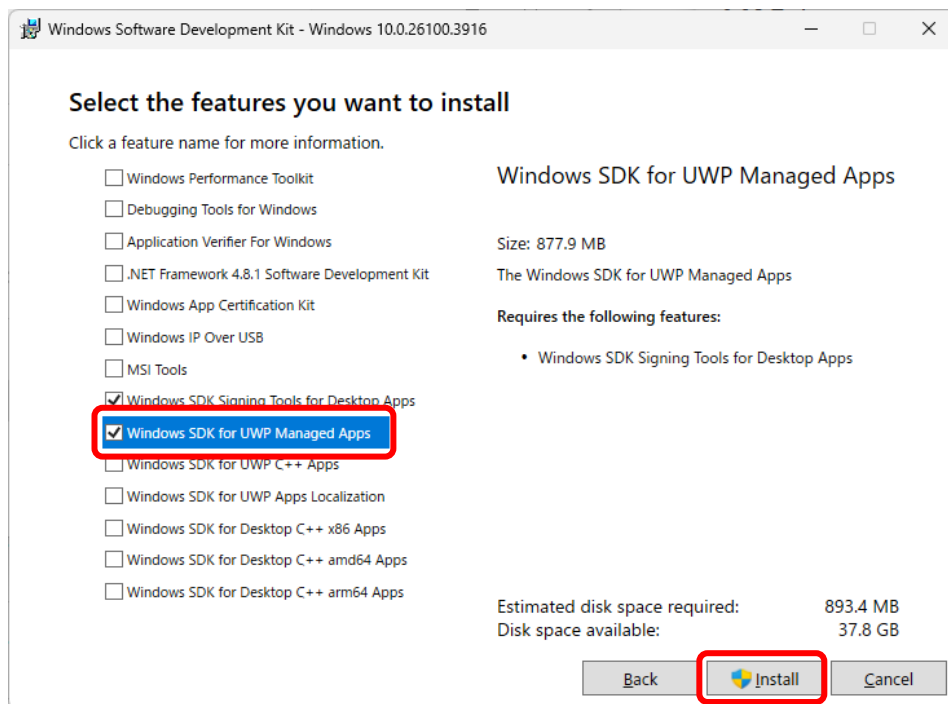 Windows Software Development Kit - Windows 10.0.26100.3916
Select the features you want to install
Click a feature name for more information.
Windows Performance Toolkit
Debugging Tools for Windows
Application Verifier For Windows
.NET Framework 4.8.1 Software Development Kit
Windows App Certification Kit
Windows IP Over USB
MSI Tools
Windows SDK Signing Tools for Desktop Apps
Windows SDK for UWP Managed Apps
Windows SDK for UWP C++ Apps
Windows SDK for UWP Apps Localization
Windows SDK for Desktop C++ x86 Apps
Windows SDK for Desktop C++ amd64 Apps
Windows SDK for Desktop C++ arm64 Apps
Windows SDK for UWP Managed Apps
Size: 877.9 MB
The Windows SDK for UWP Managed Apps
Requires the following features:
• Windows SDK Signing Tools for Desktop Apps
Estimated disk space required: 893.4 MB
Disk space available: 37.8 GB
Back Install Cancel